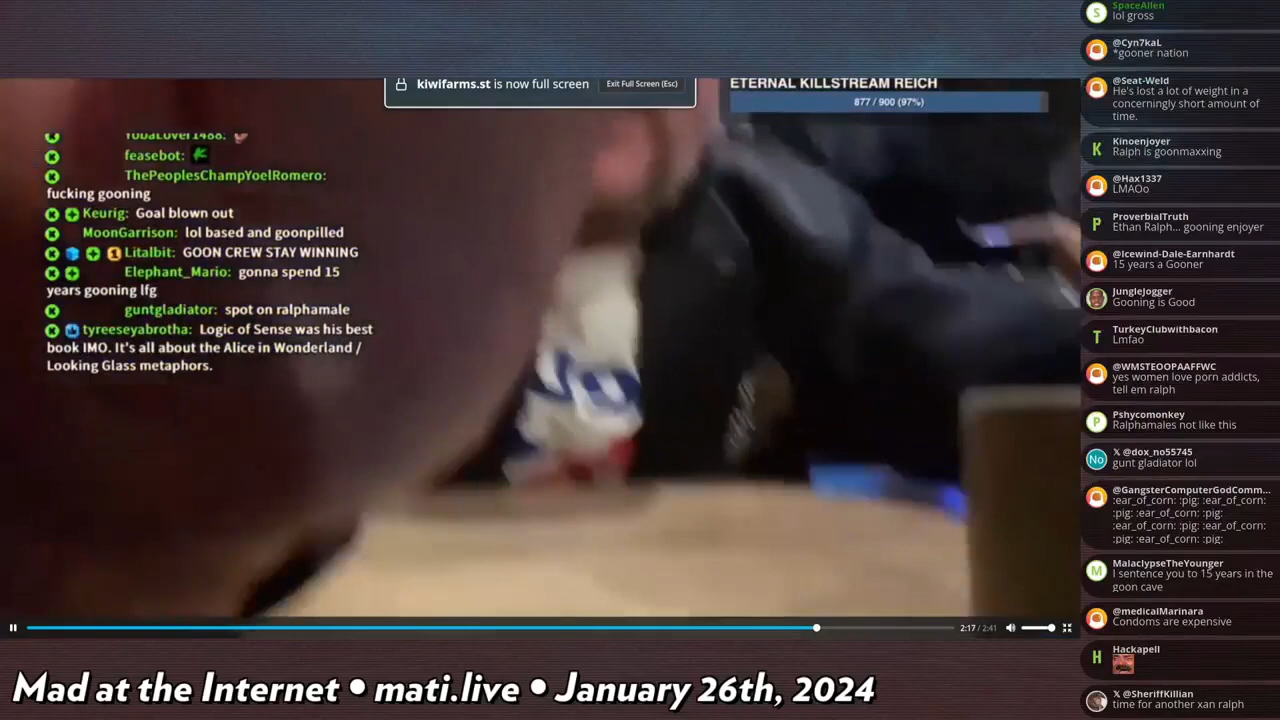 kiwifarms.st is now full screen
Exit Full Screen (Esc)
ETERNAL KILLSTREAM REICH
877 / 900 (97%)
YobaLover1488:
feasebot:
ThePeoplesChampYoelRomero:
fucking gooning
Keurig: Goal blown out
MoonGarrison: lol based and goonpilled
Litalbit: GOON CREW STAY WINNING
Elephant_Mario: gonna spend 15
years gooning lfg
guntgladiator: spot on ralphamale
tyreeseyabrotha: Logic of Sense was his best
book IMO. It's all about the Alice in Wonderland /
Looking Glass metaphors.
2:17 / 2:41
S
SpaceAllen
lol gross
@Cyn7kaL
*gooner nation
@Seat-Weld
He's lost a lot of weight in a
concerningly short amount of
time.
K
Kinoenjoyer
Ralph is goonmaxxing
@Hax1337
LMAOo
P
ProverbialTruth
Ethan Ralph... gooning enjoyer
@Icewind-Dale-Earnhardt
15 years a Gooner
JungleJogger
Gooning is Good
T
TurkeyClubwithbacon
Lmfao
@WMSTEOOPAAFFWC
yes women love porn addicts,
tell em ralph
P
Pshycomonkey
Ralphamales not like this
No
𝕏 @dox_no55745
gunt gladiator lol
@GangsterComputerGodComm...
:ear_of_corn: :pig: :ear_of_corn:
:pig: :ear_of_corn: :pig:
:ear_of_corn: :pig: :ear_of_corn:
:pig: :ear_of_corn: :pig:
M
MalaclypseTheYounger
I sentence you to 15 years in the
goon cave
@medicalMarinara
Condoms are expensive
H
Hackapell
𝕏 @SheriffKillian
time for another xan ralph
Mad at the Internet • mati.live • January 26th, 2024